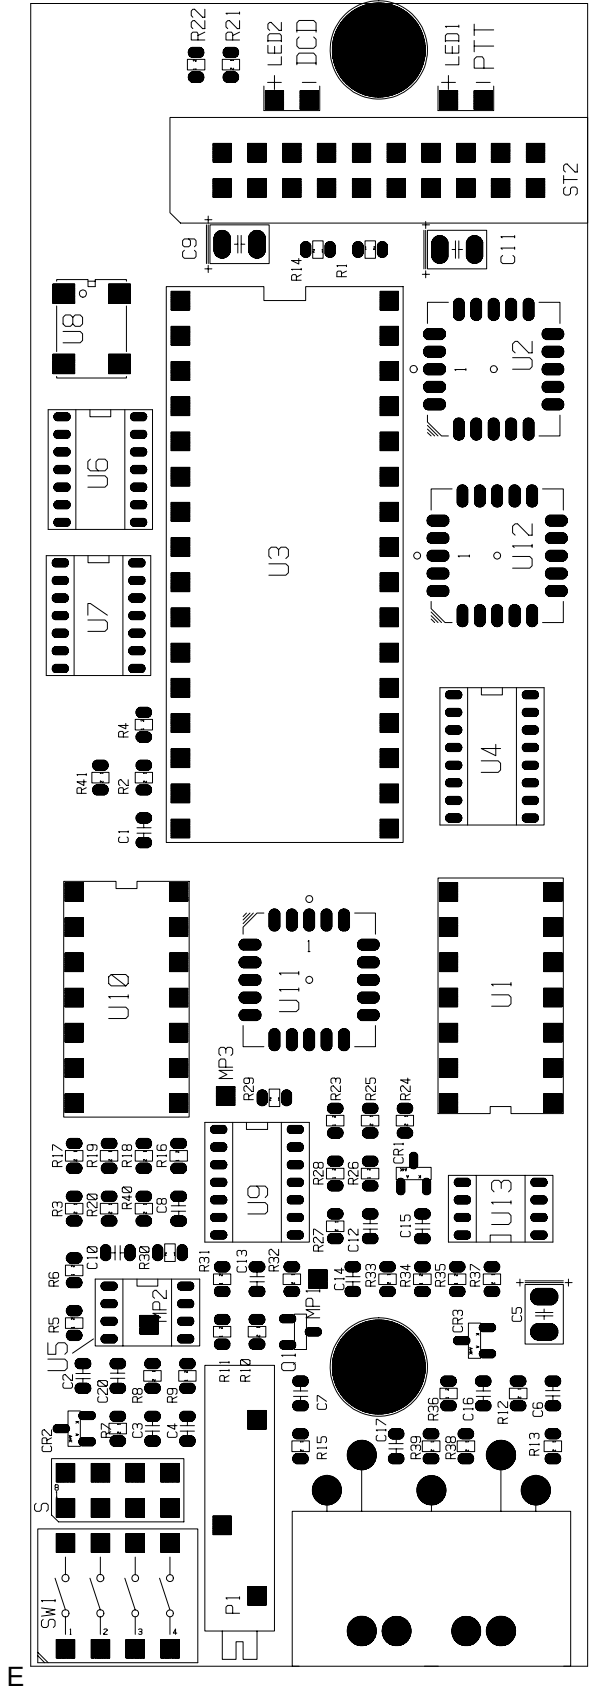 R22
R21
+ LED2 -
DCD
+ LED1 -
PTT
ST2
+ C9 +
R14
R1
+ C11 +
U8
U2
1
U6
U3
U12
1
U7
R4
R41
R2
C1
U4
U10
U11
1
U1
MP3
R29
R23
R25
R24
R17
R19
R18
R16
U9
R28
R26
CR1
U13
R3
R20
R40
C8
R27
C12
C15
C10
R30
R6
R31
C13
R32
MP1
C14
R33
R34
R35
R37
R5
MP2
U5
R11
R10
Q1
CR3
+ C5 +
C2
C20
R8
R9
C7
R36
C16
R12
C6
CR2
R7
C3
C4
R15
C17
R39
R38
R13
S
8
SW1
1
2
3
4
P1
E